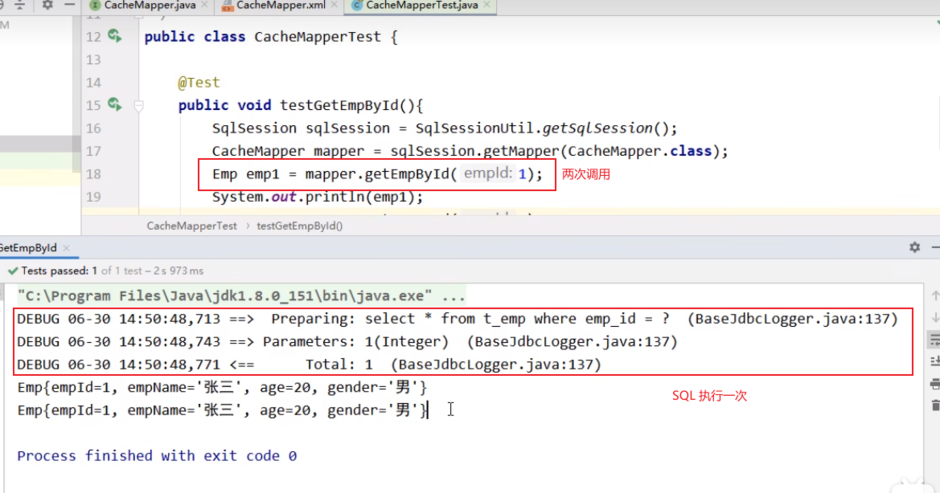 CacheMapper.java × CacheMapper.xml × CacheMapperTest.java ×
12 public class CacheMapperTest {
13
14 @Test
15 public void testGetEmpById(){
16 SqlSession sqlSession = SqlSessionUtil.getSqlSession();
17 CacheMapper mapper = sqlSession.getMapper(CacheMapper.class);
18 Emp emp1 = mapper.getEmpById( empId: 1); 两次调用
19 System.out.println(emp1);
CacheMapperTest › testGetEmpById()
GetEmpById ×
Tests passed: 1 of 1 test – 2 s 973 ms
"C:\Program Files\Java\jdk1.8.0_151\bin\java.exe" ...
DEBUG 06-30 14:50:48,713 ==>  Preparing: select * from t_emp where emp_id = ?  (BaseJdbcLogger.java:137)
DEBUG 06-30 14:50:48,743 ==> Parameters: 1(Integer)  (BaseJdbcLogger.java:137)
DEBUG 06-30 14:50:48,771 <==      Total: 1  (BaseJdbcLogger.java:137)
Emp{empId=1, empName='张三', age=20, gender='男'}
SQL 执行一次
Emp{empId=1, empName='张三', age=20, gender='男'}
Process finished with exit code 0